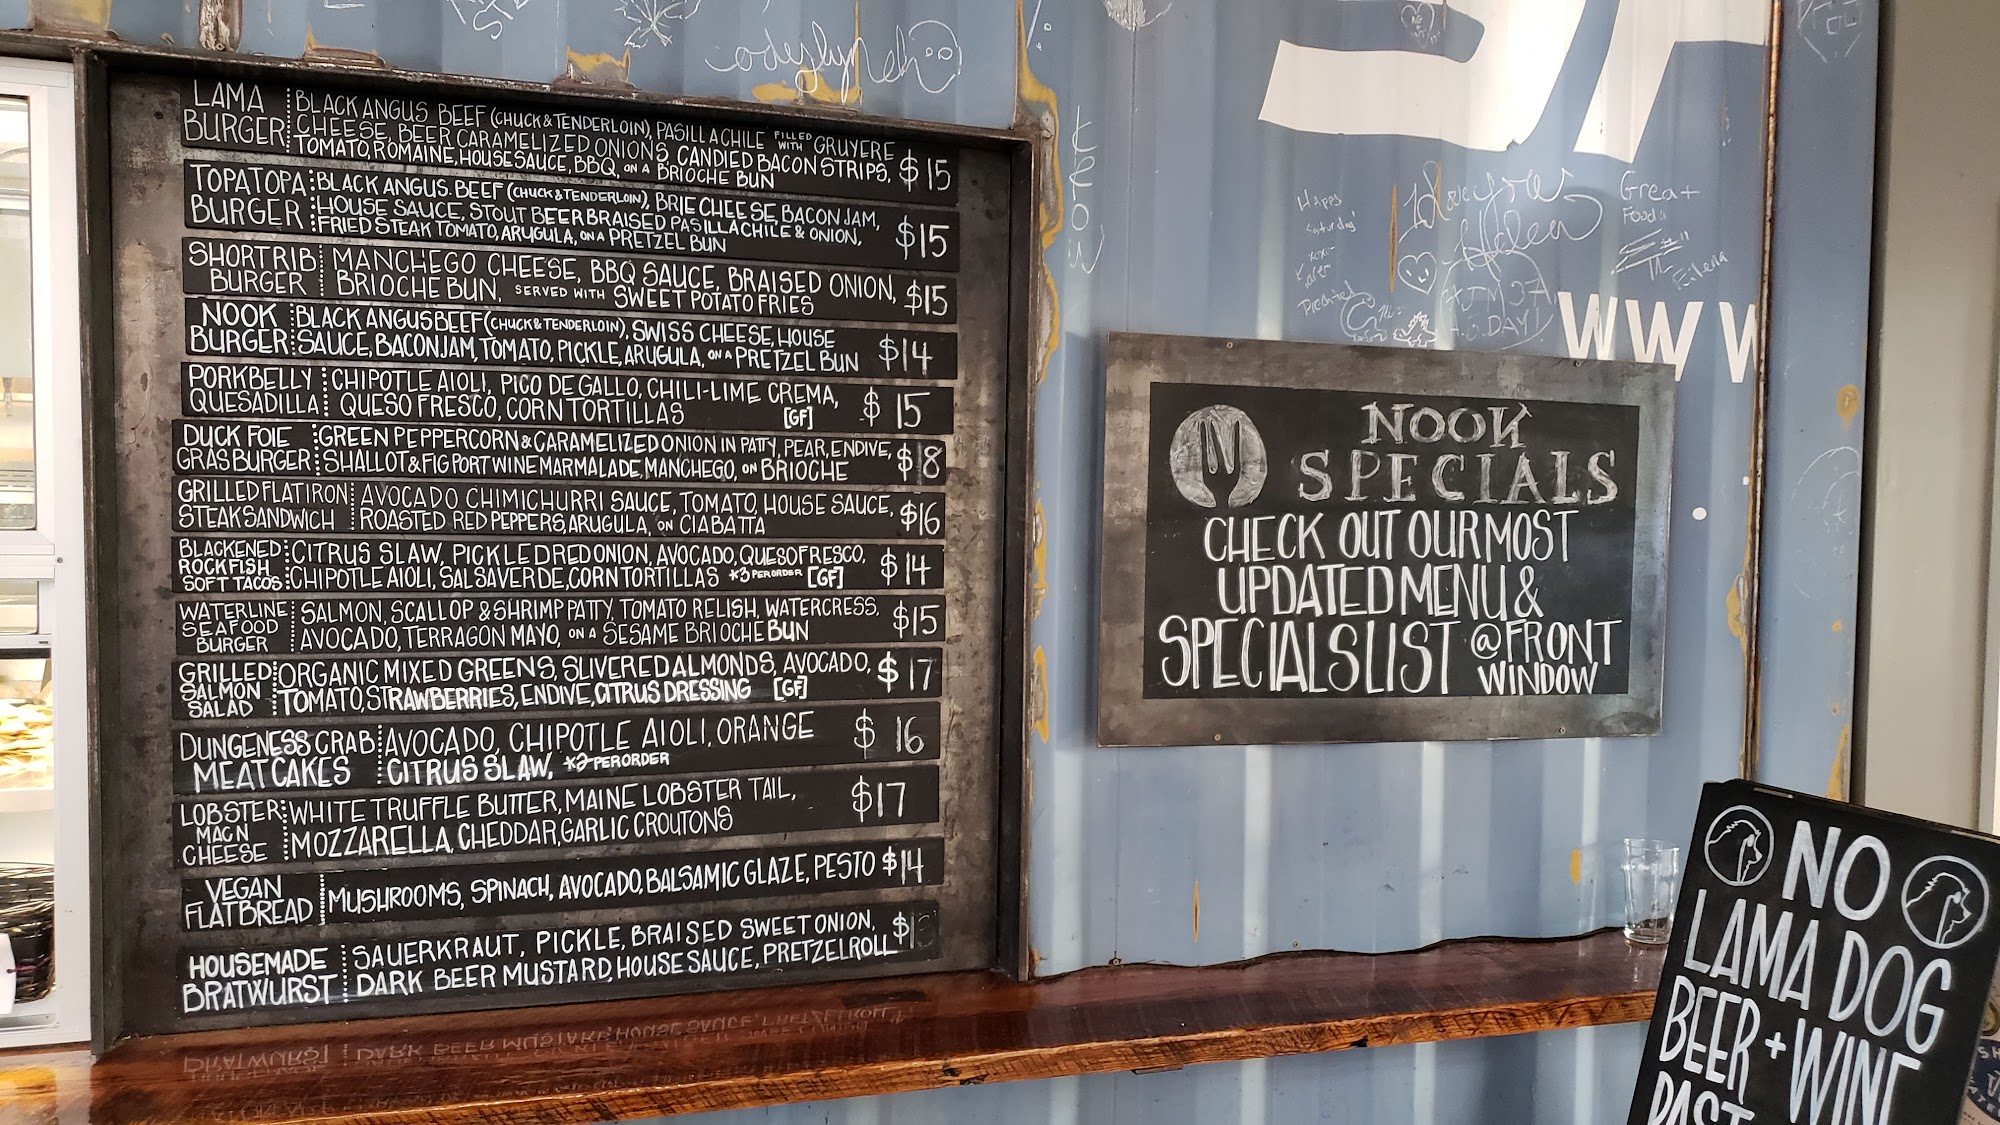 LAMA
BURGER
BLACK ANGUS BEEF (CHUCK & TENDERLOIN), PASILLA CHILE FILLED WITH GRUYERE
CHEESE, BEER CARAMELIZED ONIONS, CANDIED BACON STRIPS,
TOMATO, ROMAINE, HOUSE SAUCE, BBQ, ON A BRIOCHE BUN
$15
TOPATOPA
BURGER
BLACK ANGUS BEEF (CHUCK & TENDERLOIN), BRIE CHEESE, BACON JAM,
HOUSE SAUCE, STOUT BEER BRAISED PASILLA CHILE & ONION,
FRIED STEAK TOMATO, ARUGULA, ON A PRETZEL BUN
$15
SHORT RIB
BURGER
MANCHEGO CHEESE, BBQ SAUCE, BRAISED ONION,
BRIOCHE BUN, SERVED WITH SWEET POTATO FRIES
$15
NOOK
BURGER
BLACK ANGUS BEEF (CHUCK & TENDERLOIN), SWISS CHEESE, HOUSE
SAUCE, BACON JAM, TOMATO, PICKLE, ARUGULA, ON A PRETZEL BUN
$14
PORKBELLY
QUESADILLA
CHIPOTLE AIOLI, PICO DE GALLO, CHILI-LIME CREMA,
QUESO FRESCO, CORN TORTILLAS [GF]
$15
DUCK FOIE
GRAS BURGER
GREEN PEPPERCORN & CARAMELIZED ONION IN PATTY, PEAR, ENDIVE,
SHALLOT & FIG PORT WINE MARMALADE, MANCHEGO, ON BRIOCHE
$18
GRILLED FLATIRON
STEAK SANDWICH
AVOCADO CHIMICHURRI SAUCE, TOMATO, HOUSE SAUCE,
ROASTED RED PEPPERS, ARUGULA, ON CIABATTA
$16
BLACKENED
ROCKFISH
SOFT TACOS
CITRUS SLAW, PICKLED RED ONION, AVOCADO, QUESO FRESCO,
CHIPOTLE AIOLI, SALSA VERDE, CORN TORTILLAS *3 PER ORDER [GF]
$14
WATERLINE
SEAFOOD
BURGER
SALMON, SCALLOP & SHRIMP PATTY, TOMATO RELISH, WATERCRESS,
AVOCADO, TERRAGON MAYO, ON A SESAME BRIOCHE BUN
$15
GRILLED
SALMON
SALAD
ORGANIC MIXED GREENS, SLIVERED ALMONDS, AVOCADO,
TOMATO, STRAWBERRIES, ENDIVE, CITRUS DRESSING [GF]
$17
DUNGENESS CRAB
MEAT CAKES
AVOCADO, CHIPOTLE AIOLI, ORANGE
CITRUS SLAW, *2 PER ORDER
$16
LOBSTER
MAC N
CHEESE
WHITE TRUFFLE BUTTER, MAINE LOBSTER TAIL,
MOZZARELLA, CHEDDAR, GARLIC CROUTONS
$17
VEGAN
FLATBREAD
MUSHROOMS, SPINACH, AVOCADO, BALSAMIC GLAZE, PESTO
$14
HOUSEMADE
BRATWURST
SAUERKRAUT, PICKLE, BRAISED SWEET ONION,
DARK BEER MUSTARD, HOUSE SAUCE, PRETZEL ROLL
I love you
Helen
Great
Food!!
Happy
Saturday!
xoxo
Karen
WWW
NOOK
SPECIALS
CHECK OUT OUR MOST
UPDATED MENU &
SPECIALS LIST @ FRONT
WINDOW
NO
LAMA DOG
BEER + WINE
PAST